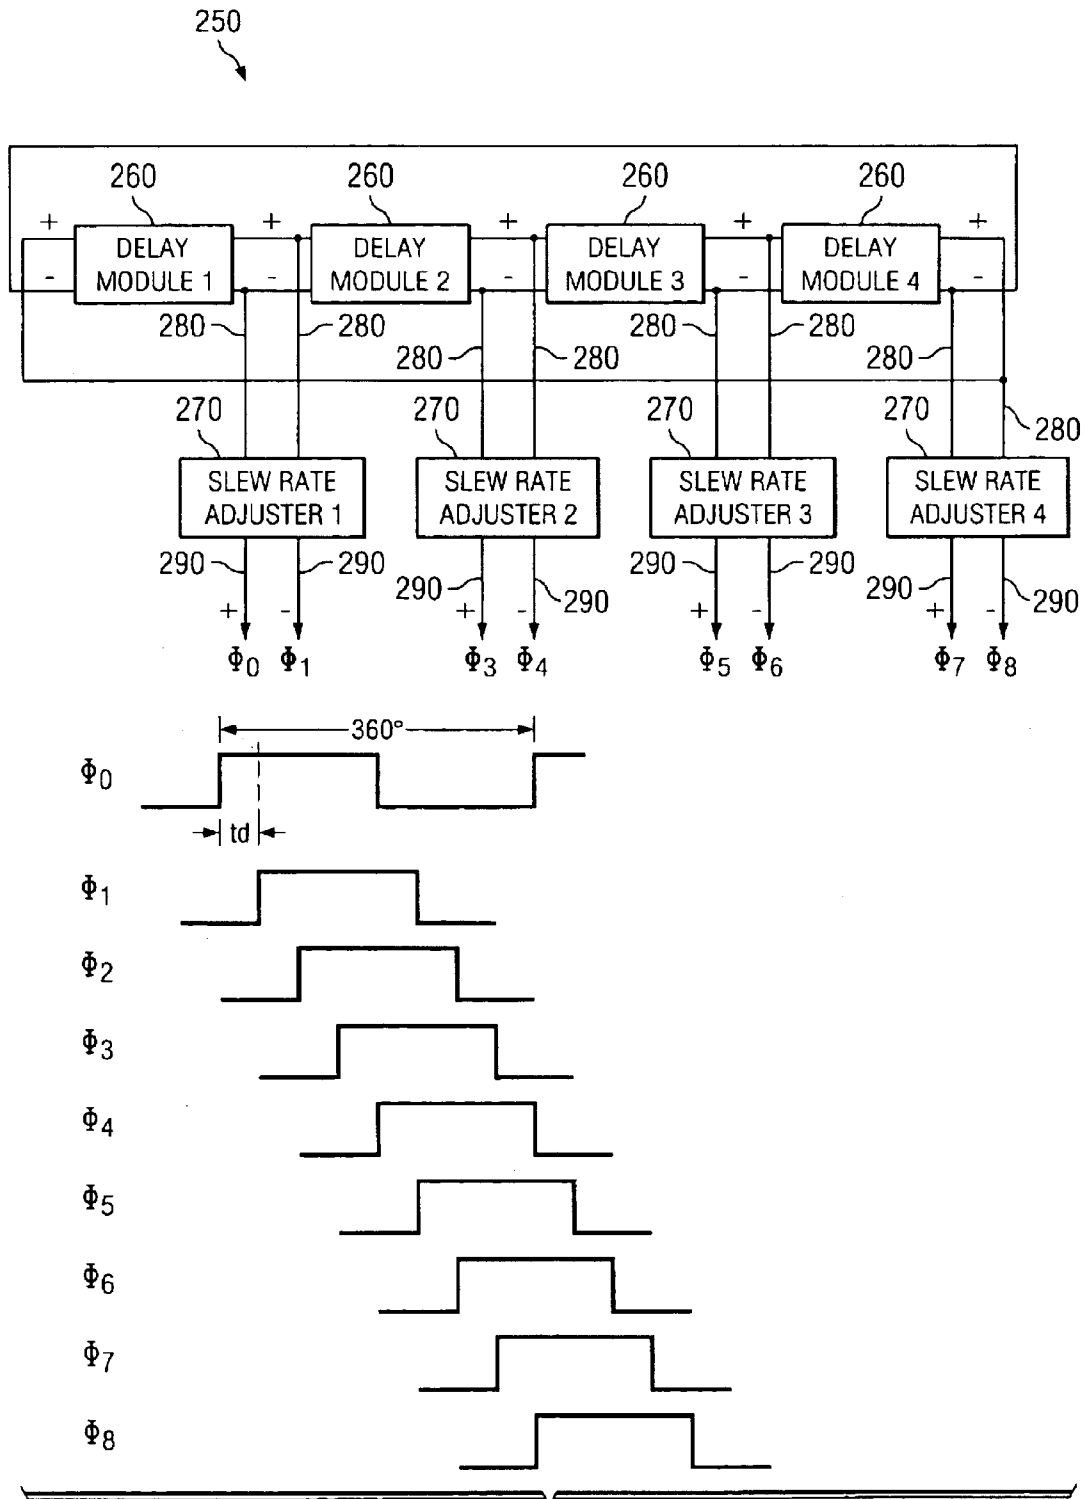 250
260 260 260 260
+ + + + +
DELAY MODULE 1 DELAY MODULE 2 DELAY MODULE 3 DELAY MODULE 4
- - - - -
280 280 280 280 280 280 280 280
270 270 270 270
SLEW RATE ADJUSTER 1 SLEW RATE ADJUSTER 2 SLEW RATE ADJUSTER 3 SLEW RATE ADJUSTER 4
290 290 290 290 290 290 290 290
+ - + - + - + -
Φ0 Φ1 Φ3 Φ4 Φ5 Φ6 Φ7 Φ8
360°
Φ0
td
Φ1
Φ2
Φ3
Φ4
Φ5
Φ6
Φ7
Φ8